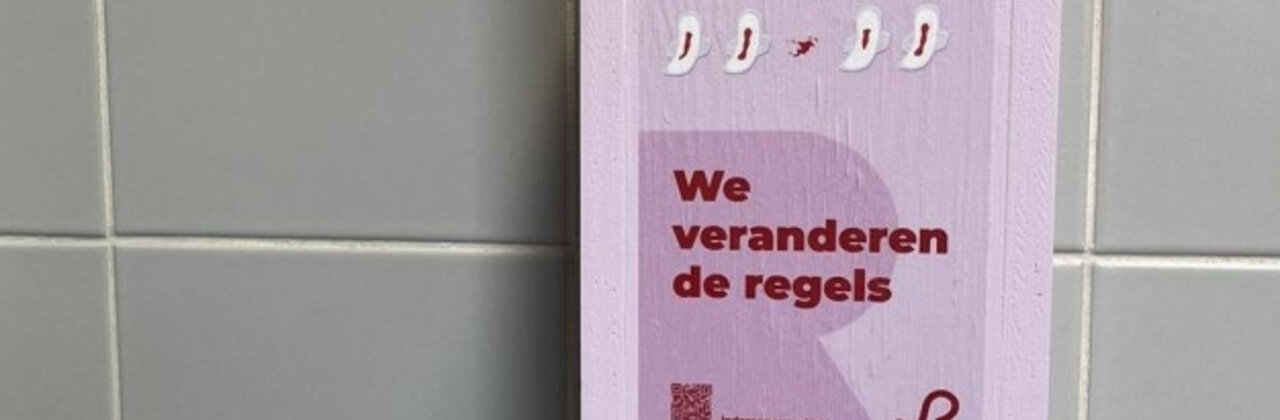 We
veranderen
de regels